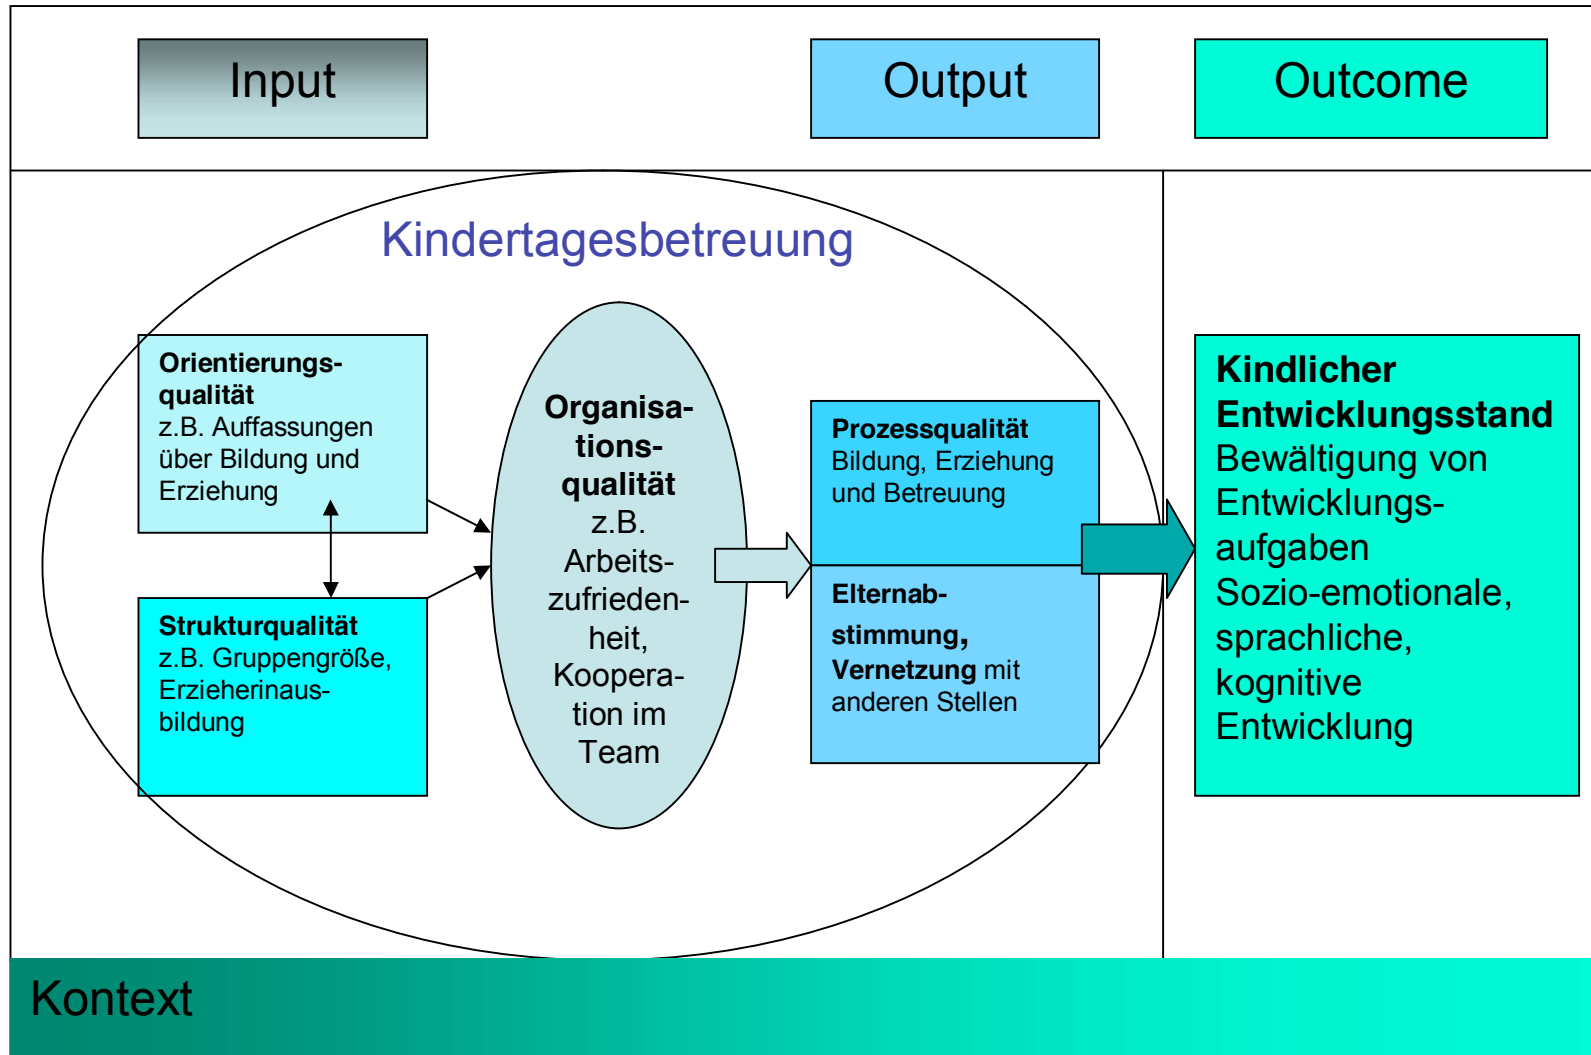 Input
Output
Outcome
Kindertagesbetreuung
Orientierungs-
qualität
z.B. Auffassungen
über Bildung und
Erziehung
Strukturqualität
z.B. Gruppengröße,
Erzieherinaus-
bildung
Organisa-
tions-
qualität
z.B.
Arbeits-
zufrieden-
heit,
Koopera-
tion im
Team
Prozessqualität
Bildung, Erziehung
und Betreuung
Elternab-
stimmung,
Vernetzung mit
anderen Stellen
Kindlicher
Entwicklungsstand
Bewältigung von
Entwicklungs-
aufgaben
Sozio-emotionale,
sprachliche,
kognitive
Entwicklung
Kontext